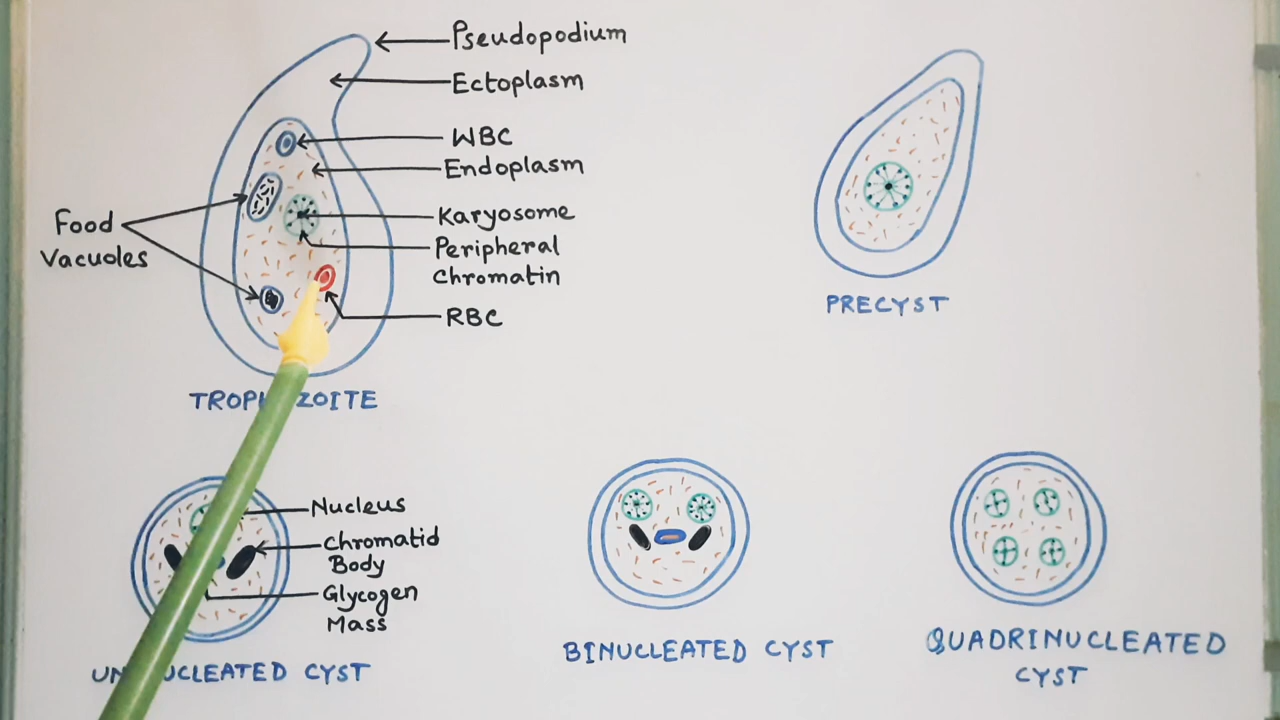 Pseudopodium
Ectoplasm
WBC
Endoplasm
Karyosome
Peripheral
chromatin
RBC
Food
Vacuoles
PRECYST
Nucleus
Chromatid
Body
Glycogen
Mass
CYST
BINUCLEATED CYST
QUADRINUCLEATED
CYST